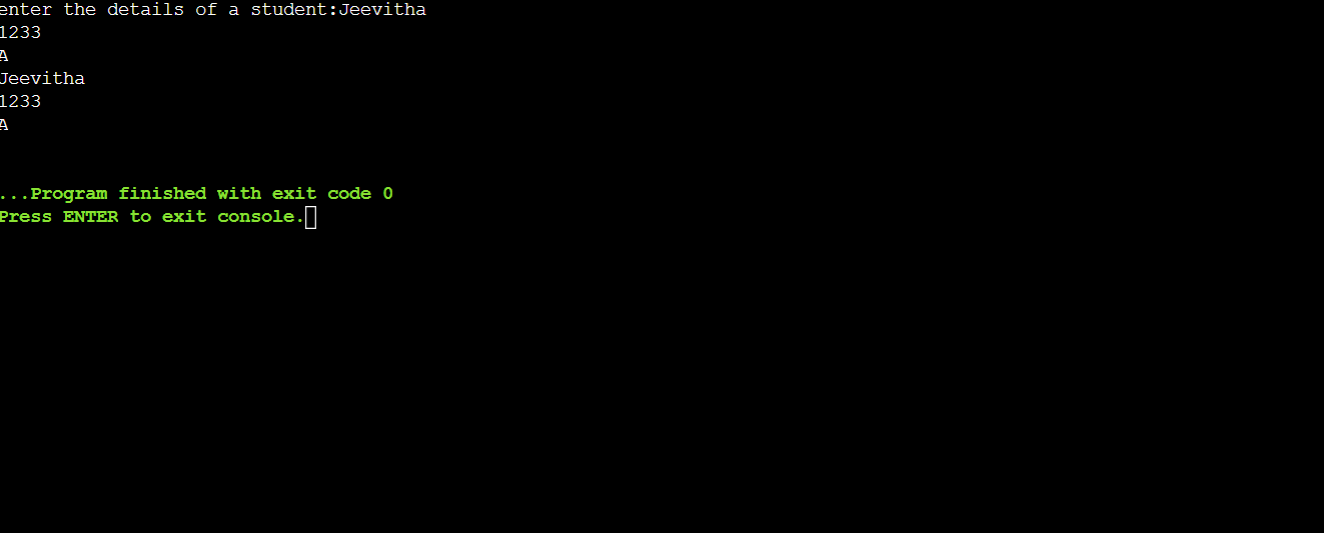 enter the details of a student:Jeevitha
1233
A
Jeevitha
1233
A
...Program finished with exit code 0
Press ENTER to exit console.